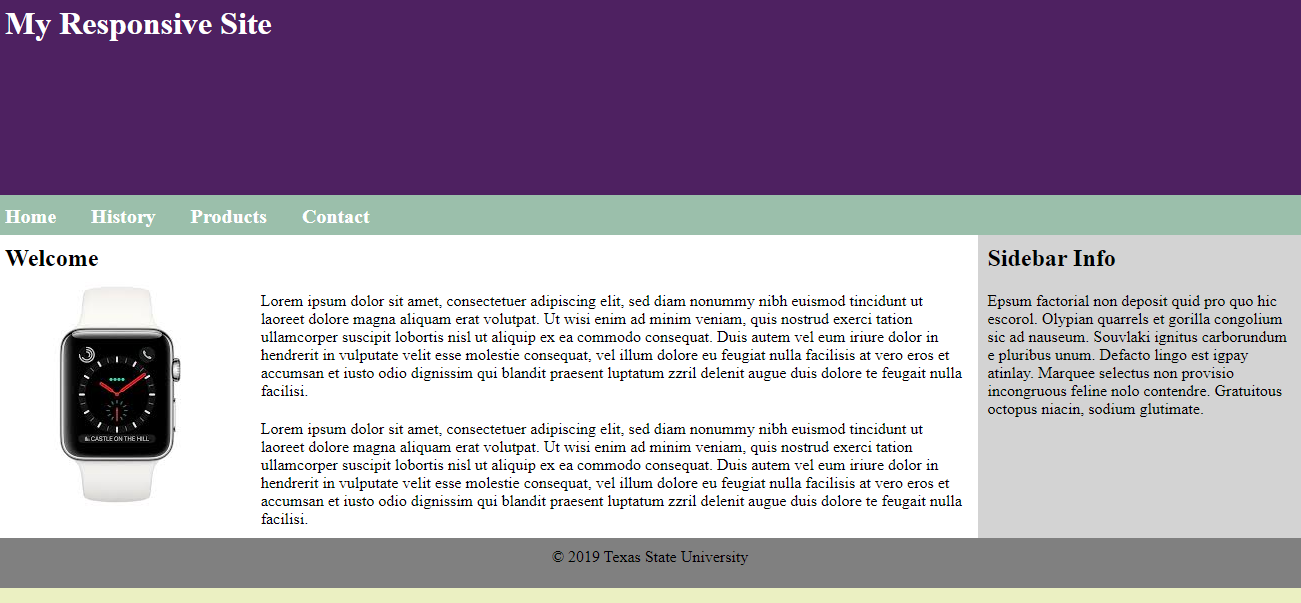 My Responsive Site
Home History Products Contact
Welcome
CASTLE ON THE HILL
Lorem ipsum dolor sit amet, consectetuer adipiscing elit, sed diam nonummy nibh euismod tincidunt ut
laoreet dolore magna aliquam erat volutpat. Ut wisi enim ad minim veniam, quis nostrud exerci tation
ullamcorper suscipit lobortis nisl ut aliquip ex ea commodo consequat. Duis autem vel eum iriure dolor in
hendrerit in vulputate velit esse molestie consequat, vel illum dolore eu feugiat nulla facilisis at vero eros et
accumsan et iusto odio dignissim qui blandit praesent luptatum zzril delenit augue duis dolore te feugait nulla
facilisi.
Lorem ipsum dolor sit amet, consectetuer adipiscing elit, sed diam nonummy nibh euismod tincidunt ut
laoreet dolore magna aliquam erat volutpat. Ut wisi enim ad minim veniam, quis nostrud exerci tation
ullamcorper suscipit lobortis nisl ut aliquip ex ea commodo consequat. Duis autem vel eum iriure dolor in
hendrerit in vulputate velit esse molestie consequat, vel illum dolore eu feugiat nulla facilisis at vero eros et
accumsan et iusto odio dignissim qui blandit praesent luptatum zzril delenit augue duis dolore te feugait nulla
facilisi.
Sidebar Info
Epsum factorial non deposit quid pro quo hic
escorol. Olypian quarrels et gorilla congolium
sic ad nauseum. Souvlaki ignitus carborundum
e pluribus unum. Defacto lingo est igpay
atinlay. Marquee selectus non provisio
incongruous feline nolo contendre. Gratuitous
octopus niacin, sodium glutimate.
© 2019 Texas State University